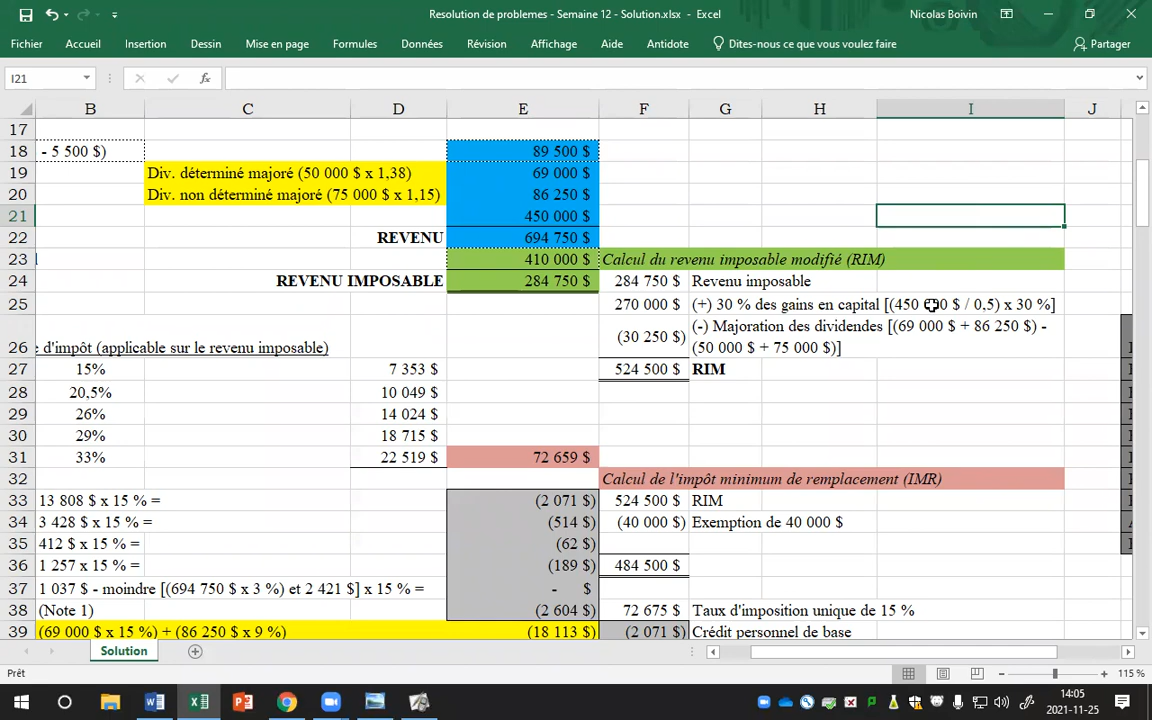 Resolution de problemes - Semaine 12 - Solution.xlsx - Excel
Nicolas Boivin
Fichier Accueil Insertion Dessin Mise en page Formules Données Révision Affichage Aide Antidote Dites-nous ce que vous voulez faire Partager
I21
B C D E F G H I J
17
18 - 5 500 $) 89 500 $
19 Div. déterminé majoré (50 000 $ x 1,38) 69 000 $
20 Div. non déterminé majoré (75 000 $ x 1,15) 86 250 $
21 450 000 $
22 REVENU 694 750 $
23 410 000 $ Calcul du revenu imposable modifié (RIM)
24 REVENU IMPOSABLE 284 750 $ 284 750 $ Revenu imposable
25 270 000 $ (+) 30 % des gains en capital [(450 000 $ / 0,5) x 30 %]
26 e d'impôt (applicable sur le revenu imposable) (30 250 $) (-) Majoration des dividendes [(69 000 $ + 86 250 $) -
(50 000 $ + 75 000 $)]
27 15% 7 353 $ 524 500 $ RIM
28 20,5% 10 049 $
29 26% 14 024 $
30 29% 18 715 $
31 33% 22 519 $ 72 659 $
32 Calcul de l'impôt minimum de remplacement (IMR)
33 13 808 $ x 15 % = (2 071 $) 524 500 $ RIM
34 3 428 $ x 15 % = (514 $) (40 000 $) Exemption de 40 000 $
35 412 $ x 15 % = (62 $)
36 1 257 x 15 % = (189 $) 484 500 $
37 1 037 $ - moindre [(694 750 $ x 3 %) et 2 421 $] x 15 % = - $
38 (Note 1) (2 604 $) 72 675 $ Taux d'imposition unique de 15 %
39 (69 000 $ x 15 %) + (86 250 $ x 9 %) (18 113 $) (2 071 $) Crédit personnel de base
Solution
Prêt 115 %
14:05
2021-11-25